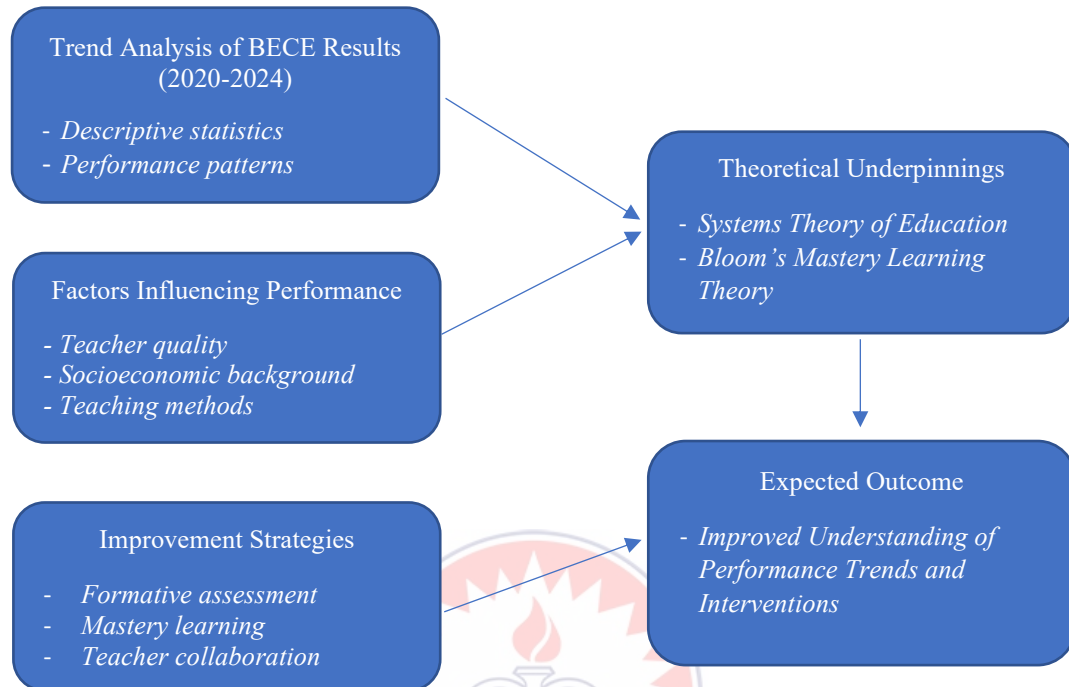 Trend Analysis of BECE Results
(2020-2024)
- Descriptive statistics
- Performance patterns
Factors Influencing Performance
- Teacher quality
- Socioeconomic background
- Teaching methods
Improvement Strategies
- Formative assessment
- Mastery learning
- Teacher collaboration
Theoretical Underpinnings
- Systems Theory of Education
- Bloom’s Mastery Learning
Theory
Expected Outcome
- Improved Understanding of
Performance Trends and
Interventions